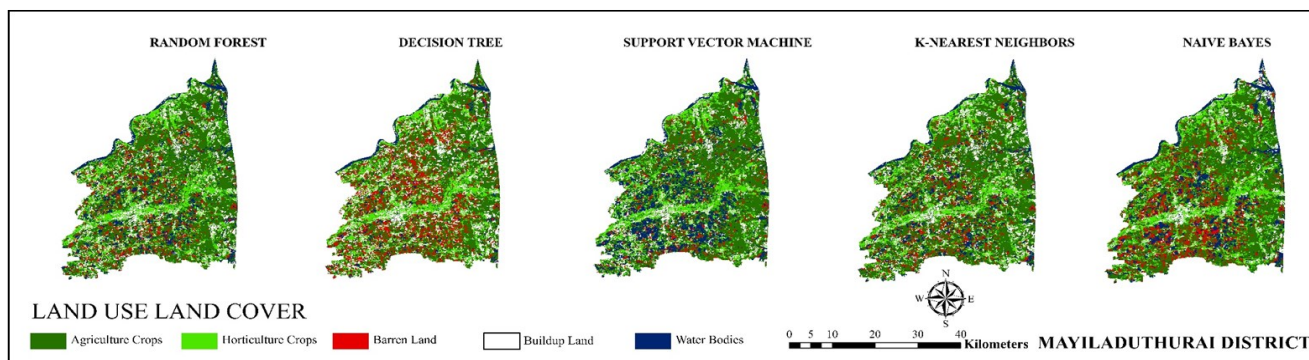 RANDOM FOREST
DECISION TREE
SUPPORT VECTOR MACHINE
K-NEAREST NEIGHBORS
NAIVE BAYES
LAND USE LAND COVER
Agriculture Crops
Horticulture Crops
Barren Land
Buildup Land
Water Bodies
N
W E
S
0 5 10 20 30 40
Kilometers
MAYILADUTHURAI DISTRICT